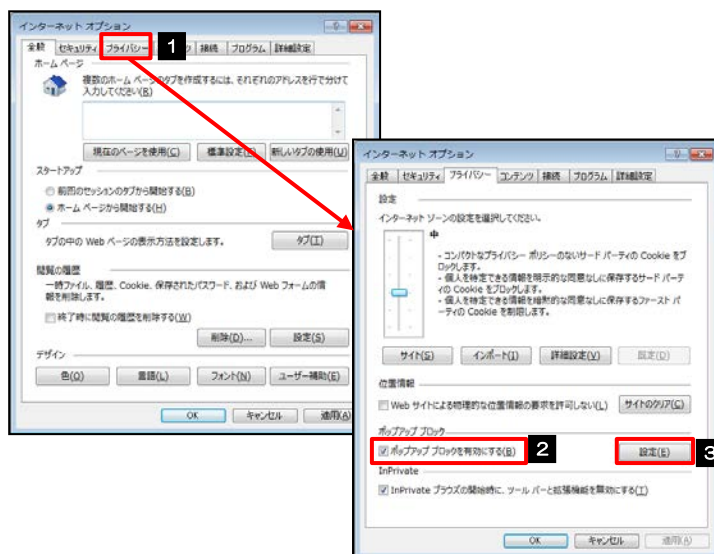 インターネット オプション
全般 セキュリティ プライバシー 接続 プログラム 詳細設定
1
ホーム ページ
複数のホーム ページのタブを作成するには、それぞれのアドレスを行で分けて
入力してください(R)
現在のページを使用(C) 標準設定 新しいタブの使用(U)
スタートアップ
前回のセッションのタブから開始する(B)
ホーム ページから開始する(H)
タブ
タブの中の Web ページの表示方法を設定します。 タブ(T)
閲覧の履歴
一時ファイル、履歴、Cookie、保存されたパスワード、および Web フォームの情
報を削除します。
終了時に閲覧の履歴を削除する(W)
削除(D)... 設定(S)
デザイン
色(O) 言語(L) フォント(N) ユーザー補助(E)
OK キャンセル 適用(A)
インターネット オプション
全般 セキュリティ プライバシー コンテンツ 接続 プログラム 詳細設定
設定
インターネット ゾーンの設定を選択してください。
中
- コンパクトなプライバシー ポリシーのないサード パーティの Cookie をブ
ロックします。
- 個人を特定できる情報を明示的な同意なしに保存するサード パーテ
ィの Cookie をブロックします。
- 個人を特定できる情報を暗黙的な同意なしに保存するファースト パ
ーティの Cookie を制限します。
サイト(S) インポート(I) 詳細設定(V) 既定(D)
位置情報
Web サイトによる物理的な位置情報の要求を許可しない(L) サイトのクリア(C)
ポップアップ ブロック
ポップアップ ブロックを有効にする(B) 2 設定(E) 3
InPrivate
InPrivate ブラウズの開始時に、ツール バーと拡張機能を無効にする(T)
OK キャンセル 適用(A)